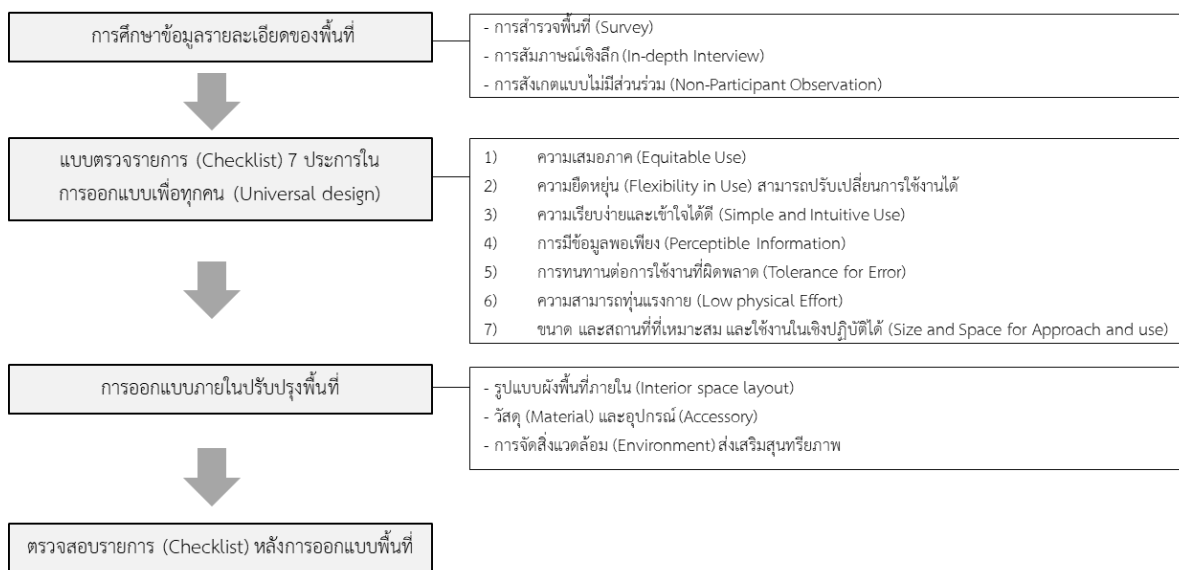 การศึกษาข้อมูลรายละเอียดของพื้นที่
- การสำรวจพื้นที่ (Survey)
- การสัมภาษณ์เชิงลึก (In-depth Interview)
- การสังเกตแบบไม่มีส่วนร่วม (Non-Participant Observation)
แบบตรวจรายการ (Checklist) 7 ประการใน
การออกแบบเพื่อทุกคน (Universal design)
1) ความเสมอภาค (Equitable Use)
2) ความยืดหยุ่น (Flexibility in Use) สามารถปรับเปลี่ยนการใช้งานได้
3) ความเรียบง่ายและเข้าใจได้ดี (Simple and Intuitive Use)
4) การมีข้อมูลพอเพียง (Perceptible Information)
5) การทนทานต่อการใช้งานที่ผิดพลาด (Tolerance for Error)
6) ความสามารถทุ่นแรงกาย (Low physical Effort)
7) ขนาด และสถานที่ที่เหมาะสม และใช้งานในเชิงปฏิบัติได้ (Size and Space for Approach and use)
การออกแบบภายในปรับปรุงพื้นที่
- รูปแบบผังพื้นที่ภายใน (Interior space layout)
- วัสดุ (Material) และอุปกรณ์ (Accessory)
- การจัดสิ่งแวดล้อม (Environment) ส่งเสริมสุนทรียภาพ
ตรวจสอบรายการ (Checklist) หลังการออกแบบพื้นที่